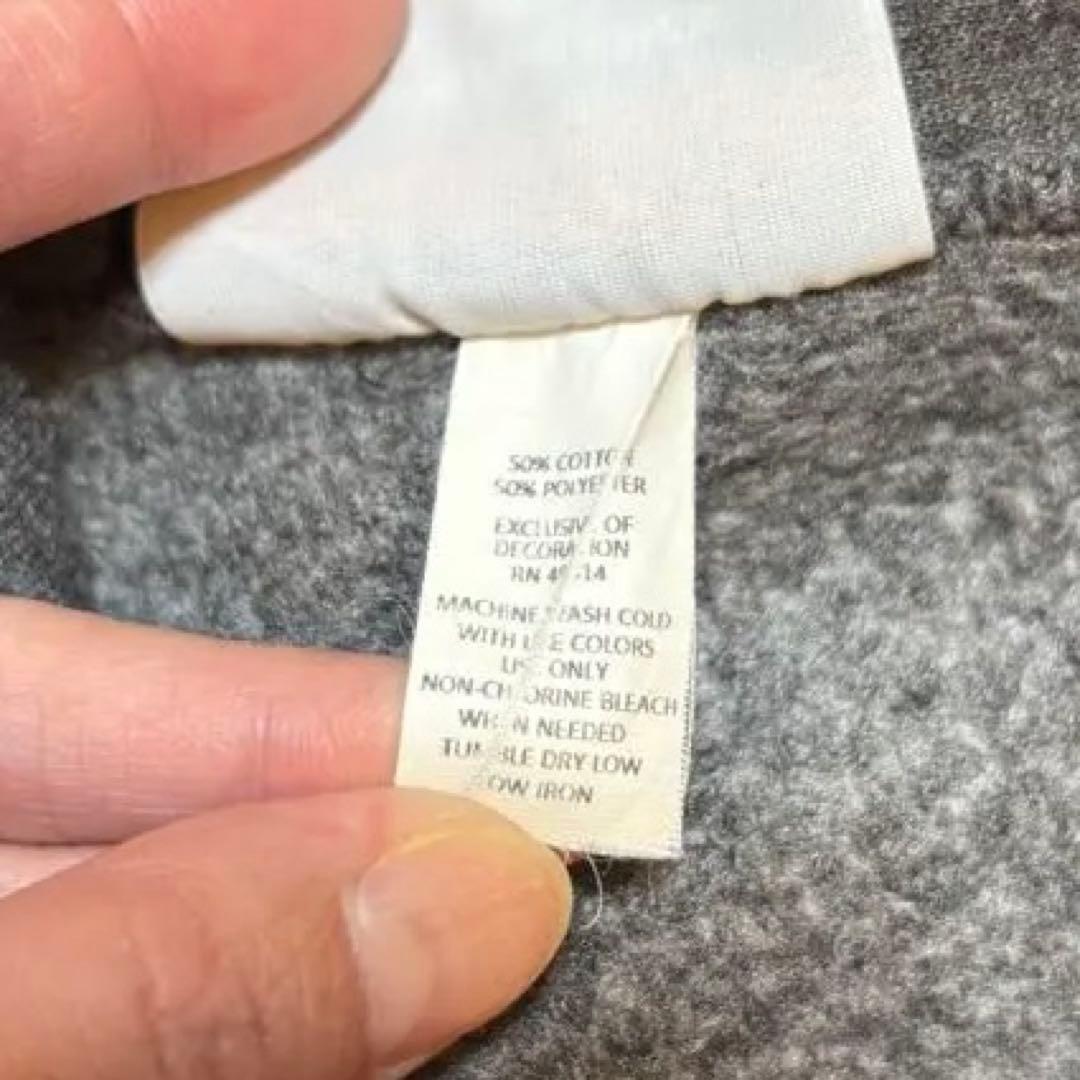 50% COTTON
50% POLYESTER
EXCLUSIVE OF
DECORATION
RN
MACHINE WASH COLD
WITH LIKE COLORS
USE ONLY
NON-CHLORINE BLEACH
WHEN NEEDED
TUMBLE DRY LOW
LOW IRON